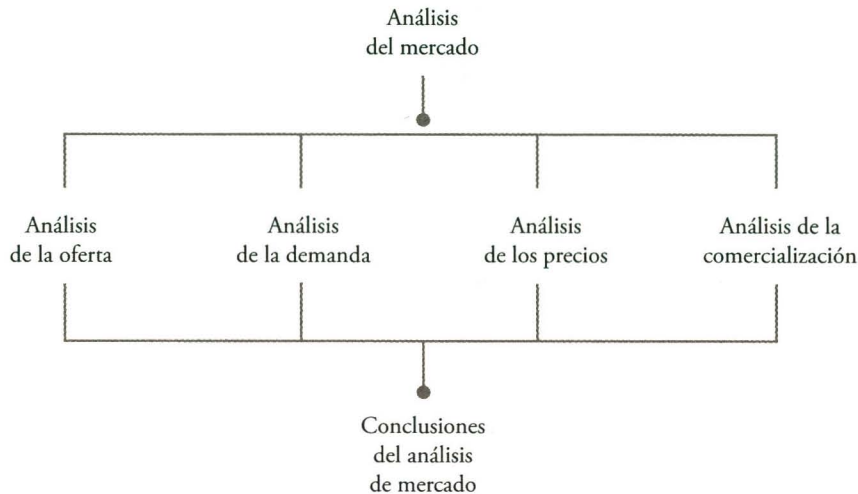 Análisis
del mercado
Análisis
de la oferta
Análisis
de la demanda
Análisis
de los precios
Análisis de la
comercialización
Conclusiones
del análisis
de mercado